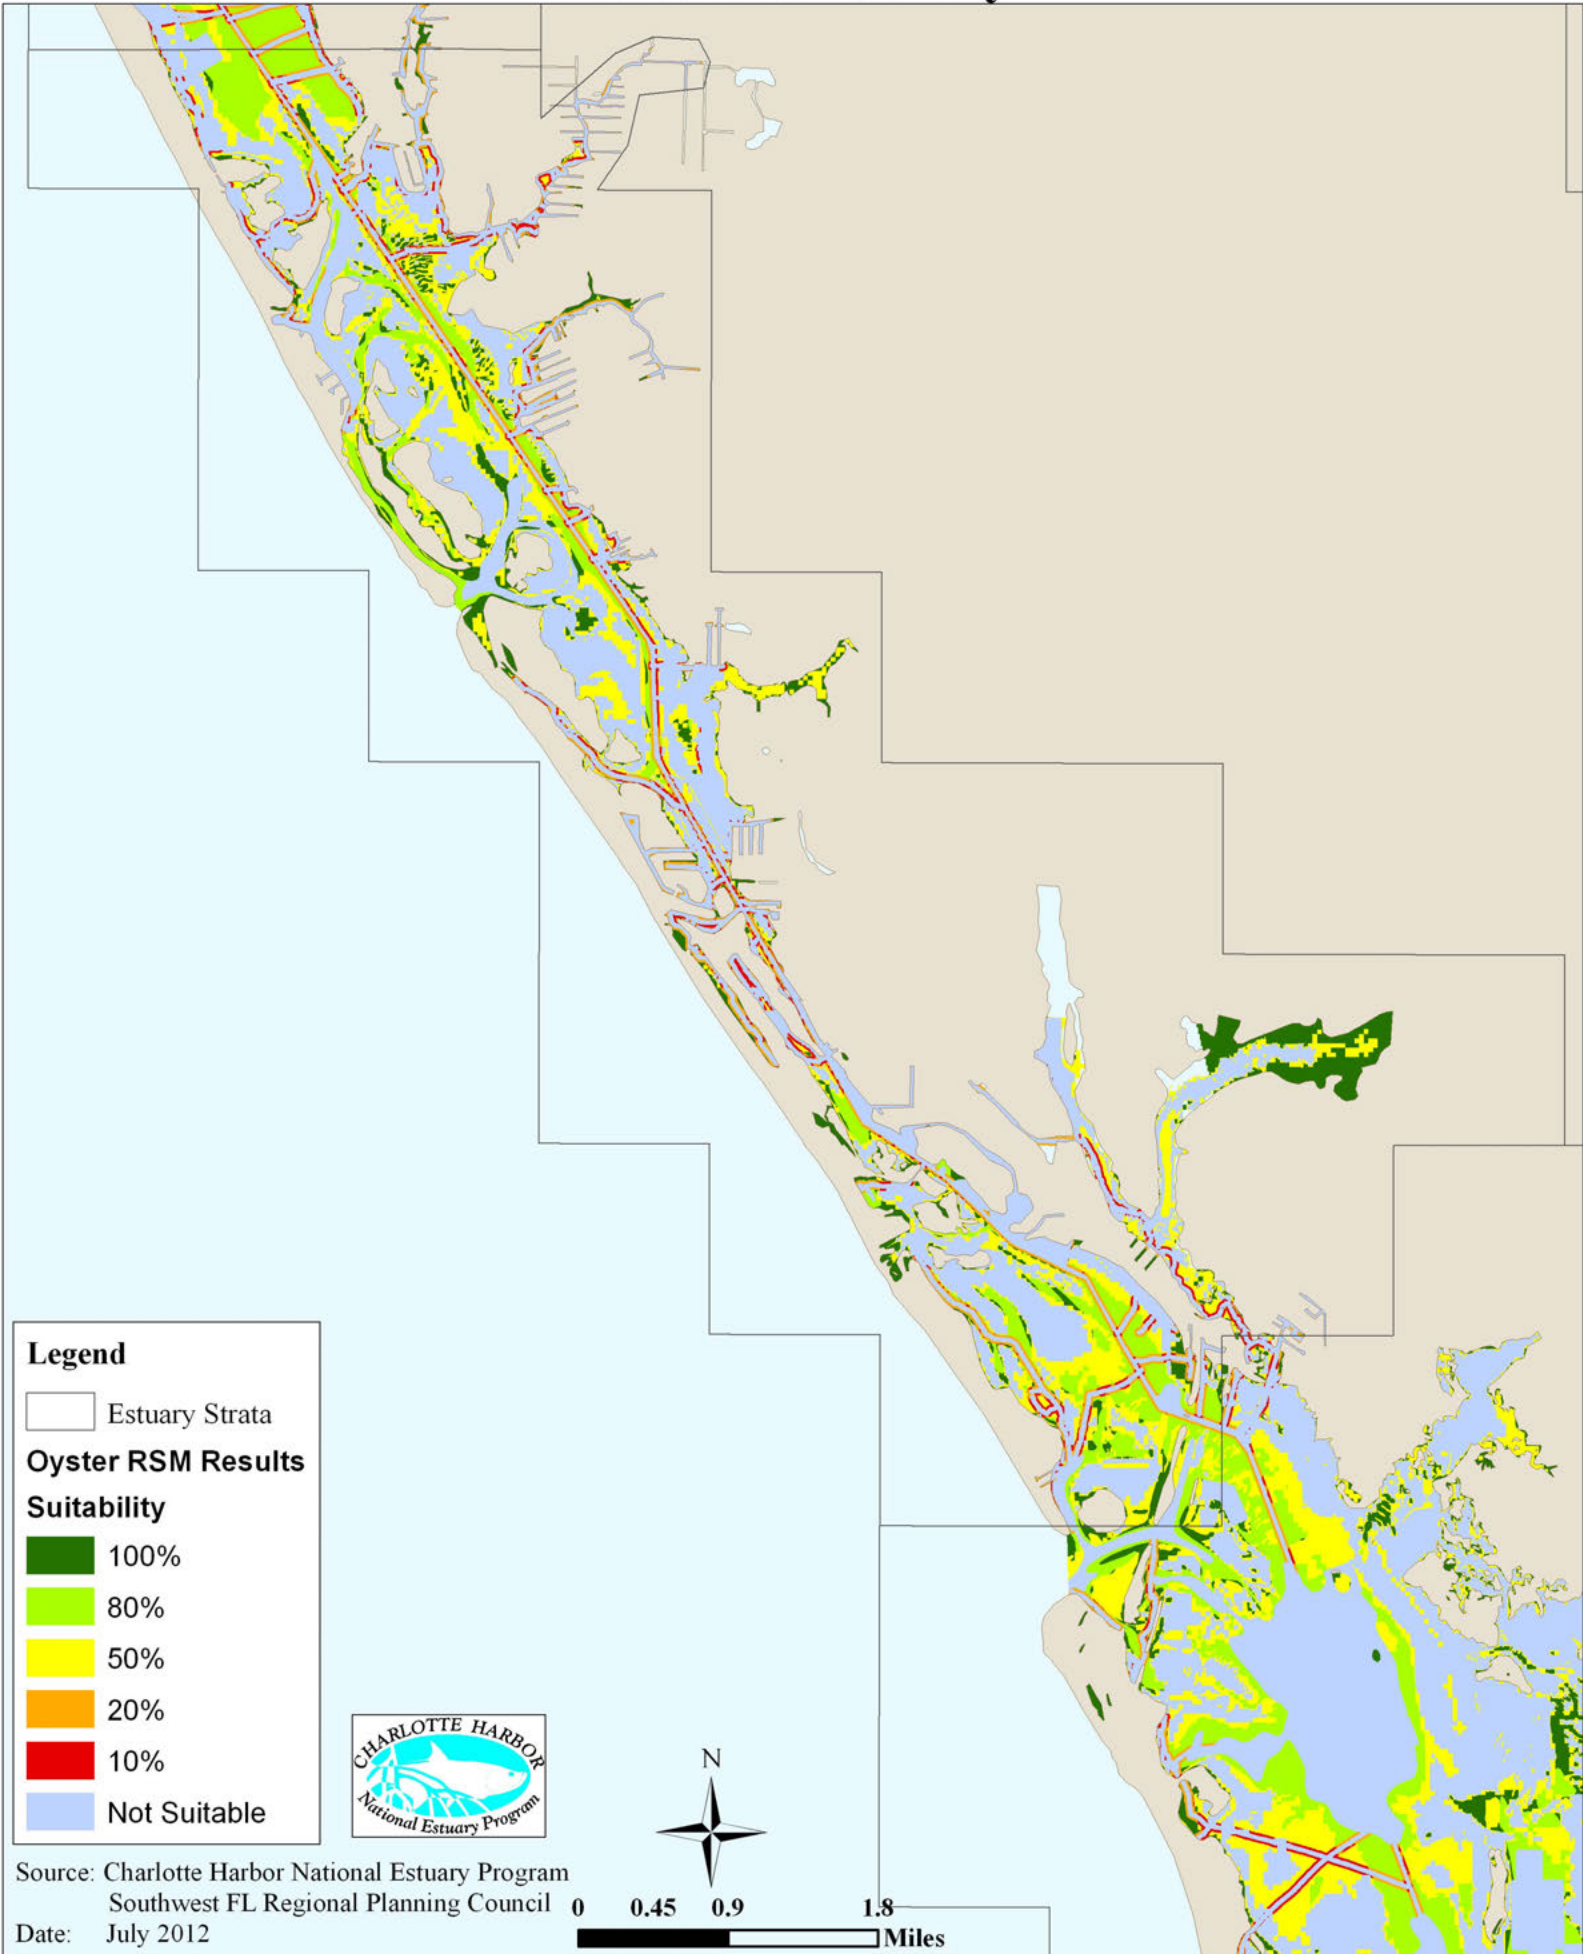 Legend
Estuary Strata
Oyster RSM Results
Suitability
100%
80%
50%
20%
10%
Not Suitable
CHARLOTTE HARBOR
National Estuary Program
N
Source: Charlotte Harbor National Estuary Program
Southwest FL Regional Planning Council
Date: July 2012
0 0.45 0.9 1.8
Miles